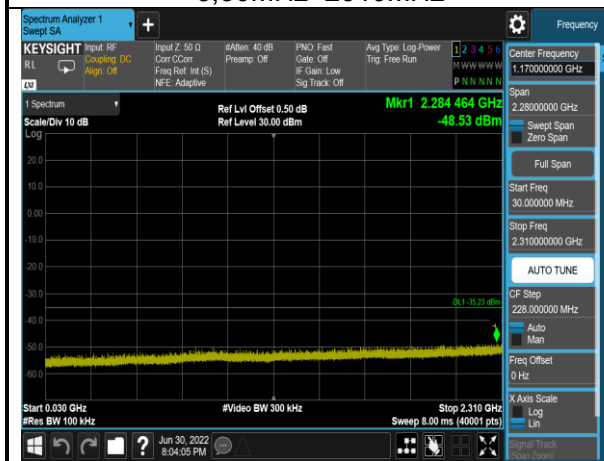 Spectrum Analyzer 1
Swept SA
+
Frequency
KEYSIGHT
RL
Input: RF
Coupling: DC
Align: Off
Input Z: 50 Ω
Corr CCorr
Freq Ref: Int (S)
NFE: Adaptive
#Atten: 40 dB
Preamp: Off
PNO: Fast
Gate: Off
IF Gain: Low
Sig Track: Off
Avg Type: Log-Power
Trig: Free Run
1 2 3 4 5 6
M W W W W W
P N N N N N
1 Spectrum
Scale/Div 10 dB
Log
Ref Lvl Offset 0.50 dB
Ref Level 30.00 dBm
Mkr1 2.284 464 GHz
-48.53 dBm
20.0
10.0
0.00
-10.0
-20.0
-30.0
-40.0
-50.0
-60.0
DL1 -35.23 dBm
1
Start 0.030 GHz
#Res BW 100 kHz
#Video BW 300 kHz
Stop 2.310 GHz
Sweep 8.00 ms (40001 pts)
Jun 30, 2022
8:04:05 PM
?
Center Frequency
1.170000000 GHz
Span
2.28000000 GHz
Swept Span
Zero Span
Full Span
Start Freq
30.000000 MHz
Stop Freq
2.310000000 GHz
AUTO TUNE
CF Step
228.000000 MHz
Auto
Man
Freq Offset
0 Hz
X Axis Scale
Log
Lin
Signal Track
(Span Zoom)